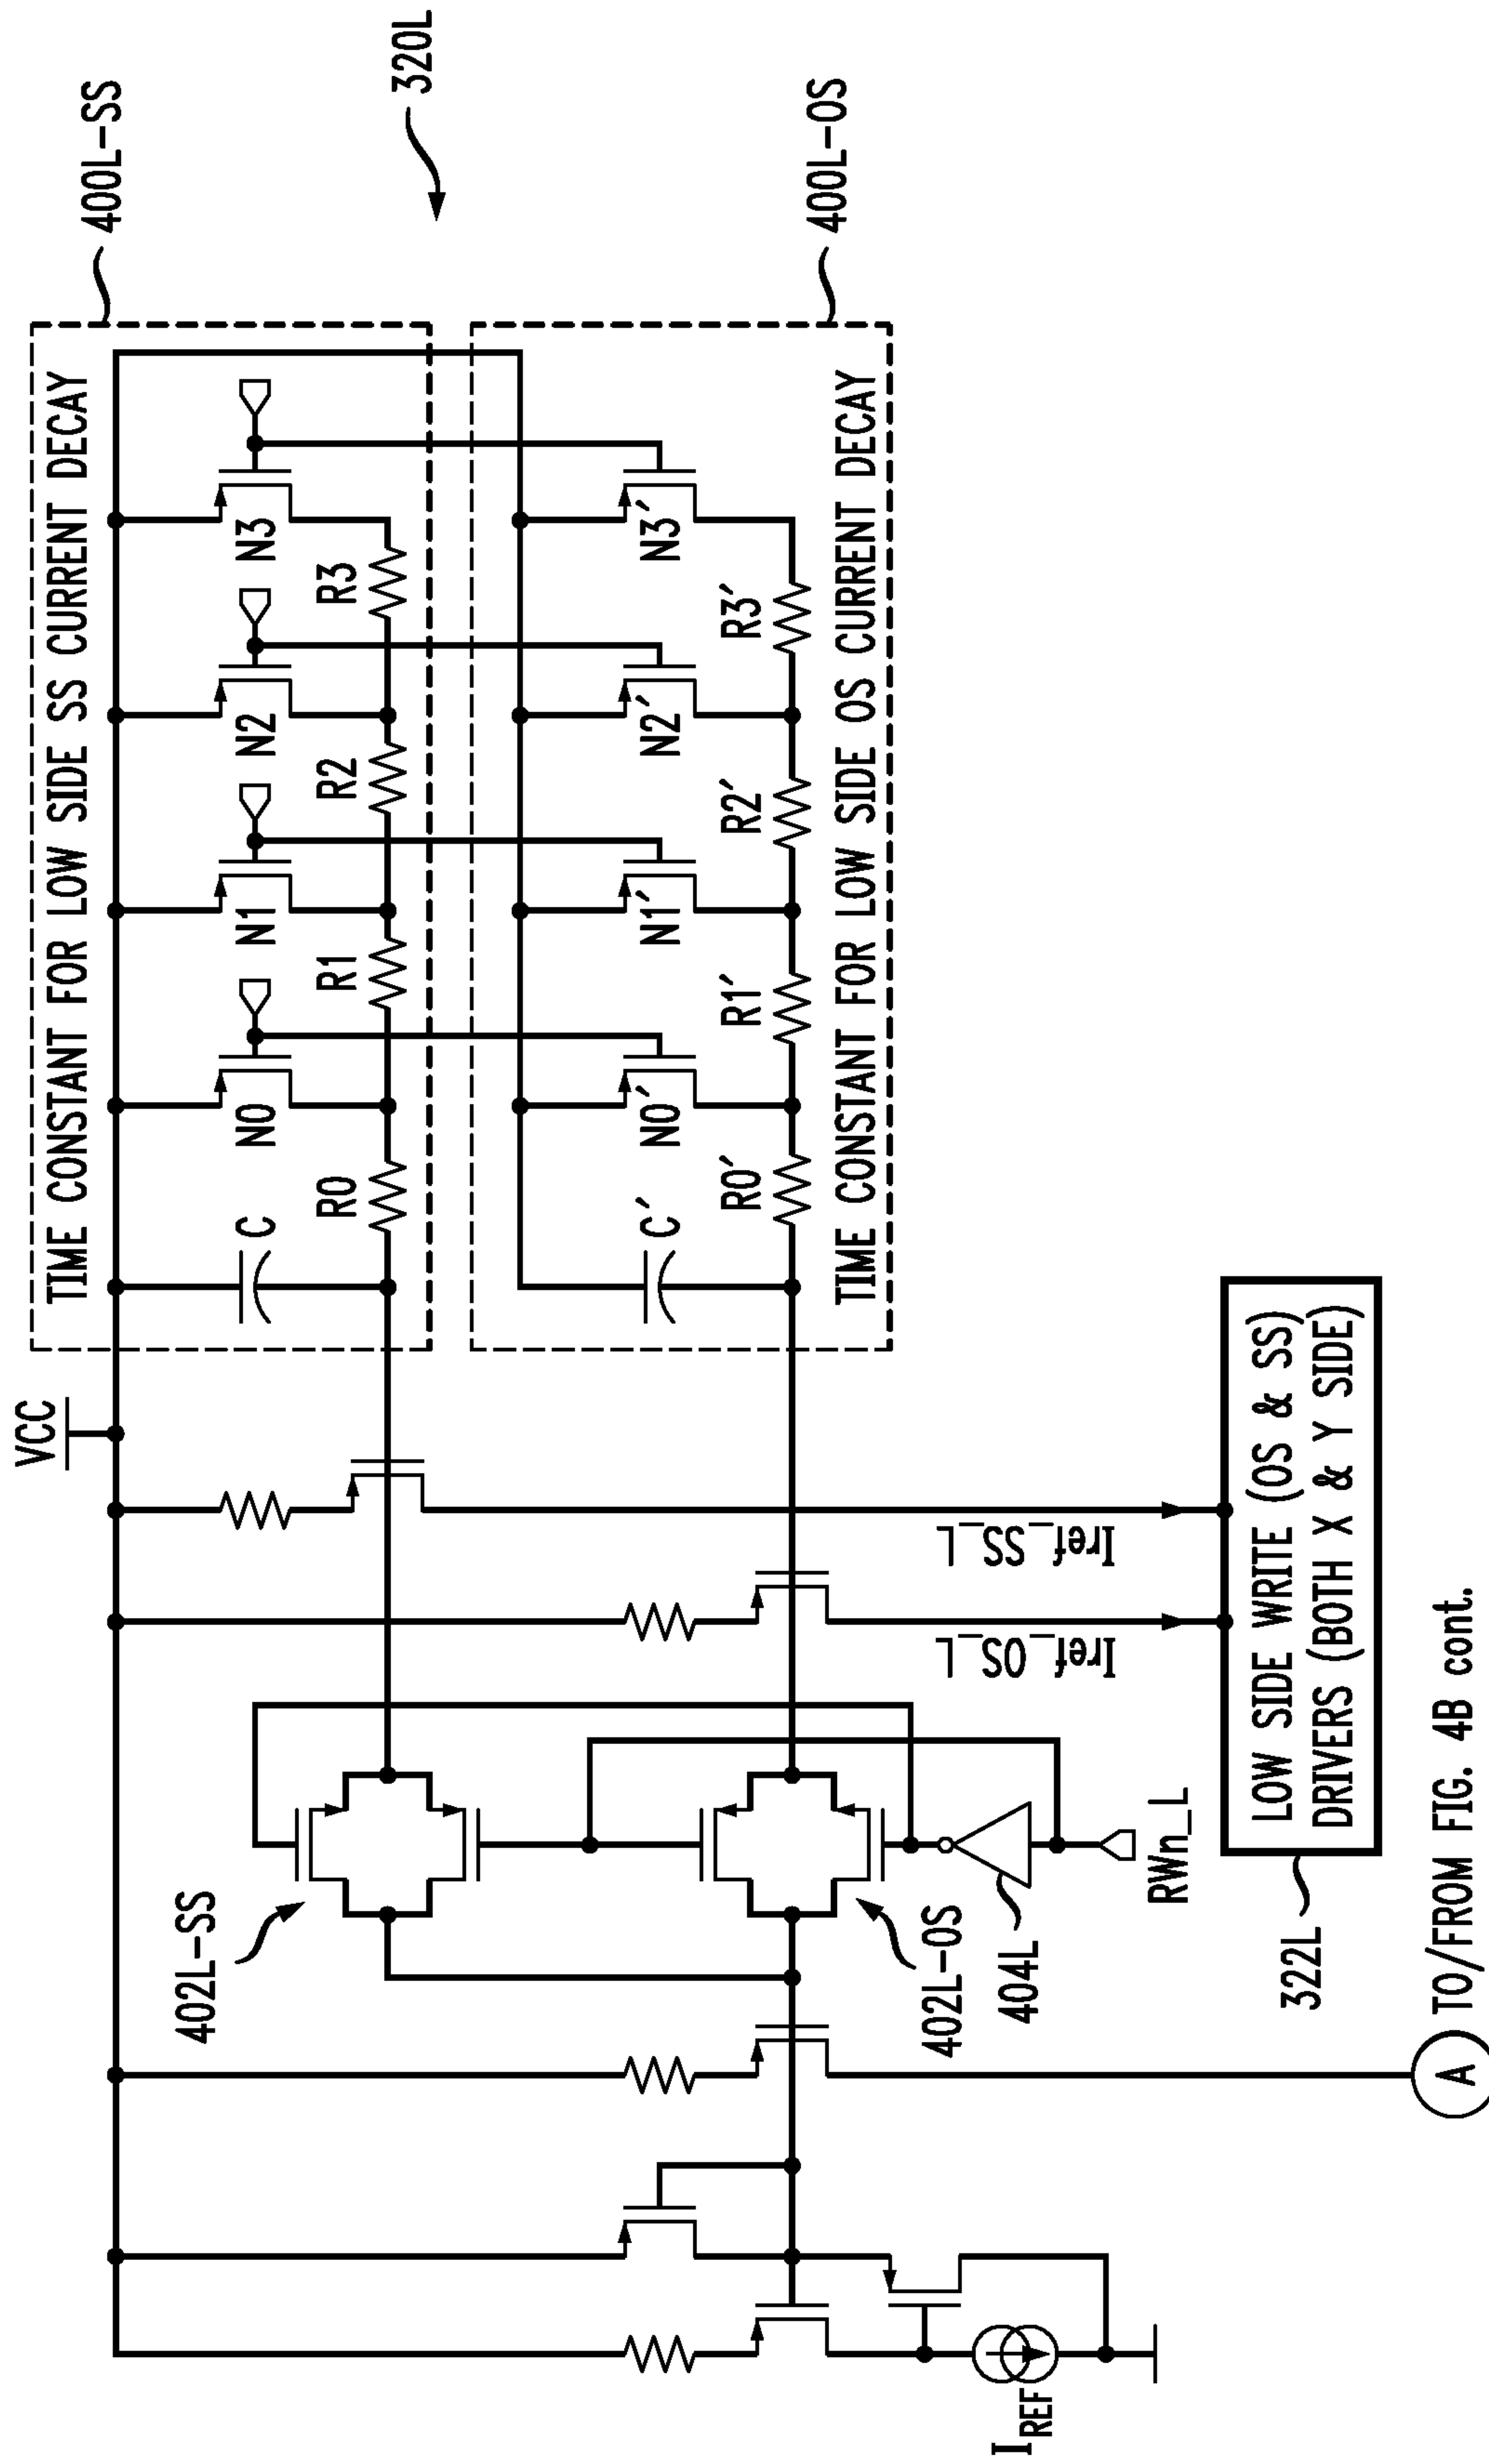 VCC
TIME CONSTANT FOR LOW SIDE SS CURRENT DECAY
400L-SS
C
N0
N1
N2
N3
R0
R1
R2
R3
320L
402L-SS
C´
N0´
N1´
N2´
N3´
R0´
R1´
R2´
R3´
TIME CONSTANT FOR LOW SIDE OS CURRENT DECAY
400L-OS
402L-OS
404L
Iref_OS_L
Iref_SS_L
I REF
RWn_L
LOW SIDE WRITE (OS & SS)
DRIVERS (BOTH X & Y SIDE)
322L
A
TO/FROM FIG. 4B cont.